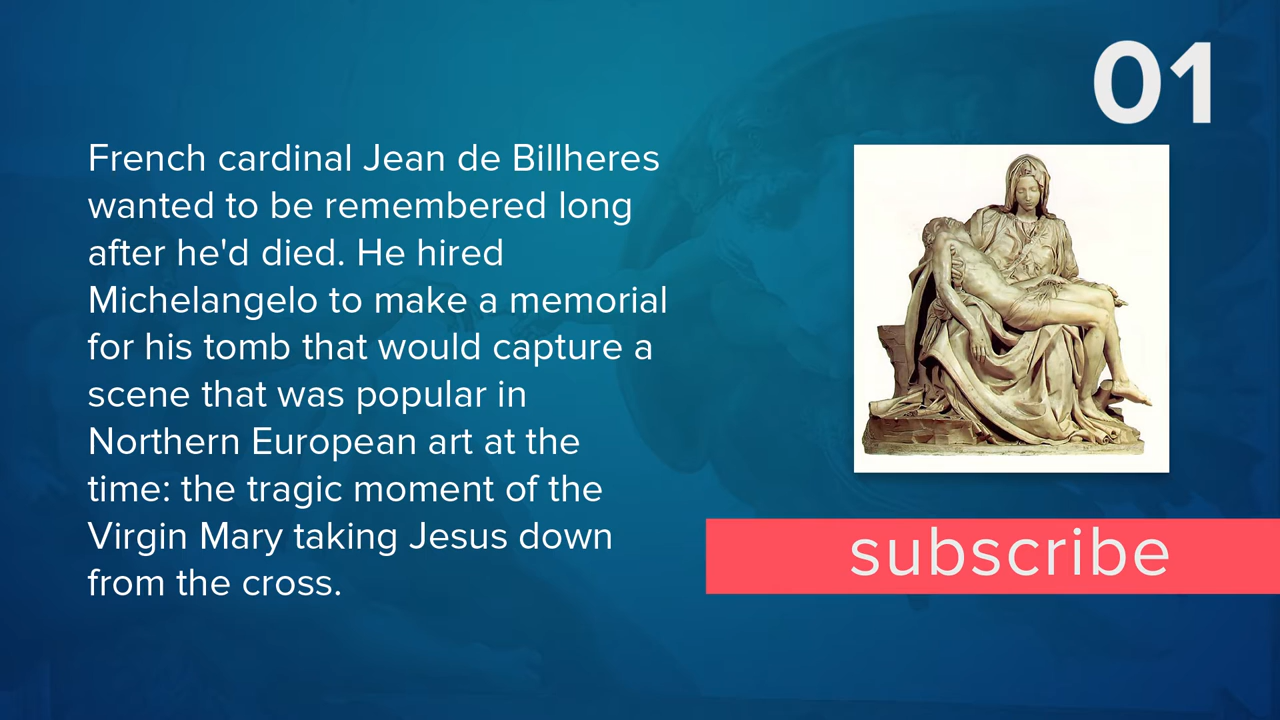 01
French cardinal Jean de Billheres
wanted to be remembered long
after he'd died. He hired
Michelangelo to make a memorial
for his tomb that would capture a
scene that was popular in
Northern European art at the
time: the tragic moment of the
Virgin Mary taking Jesus down
from the cross.
subscribe